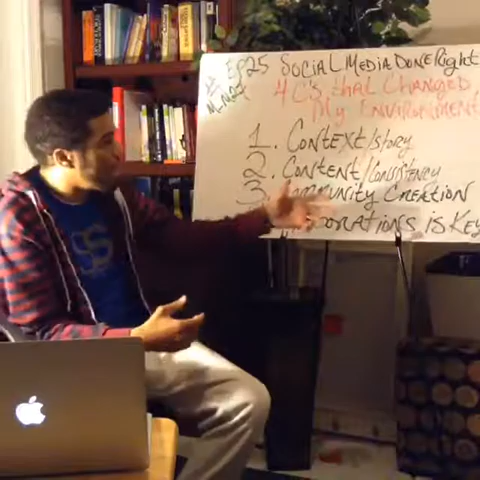 EP25 SOCIAL MEDIA DONE Right
4 C'S that CHANGED
My ENVIRONMENT
1. CONTEXT/story
2. CONTENT/CONSISTENCY
3. COMMUNITY CREATION
IS Key